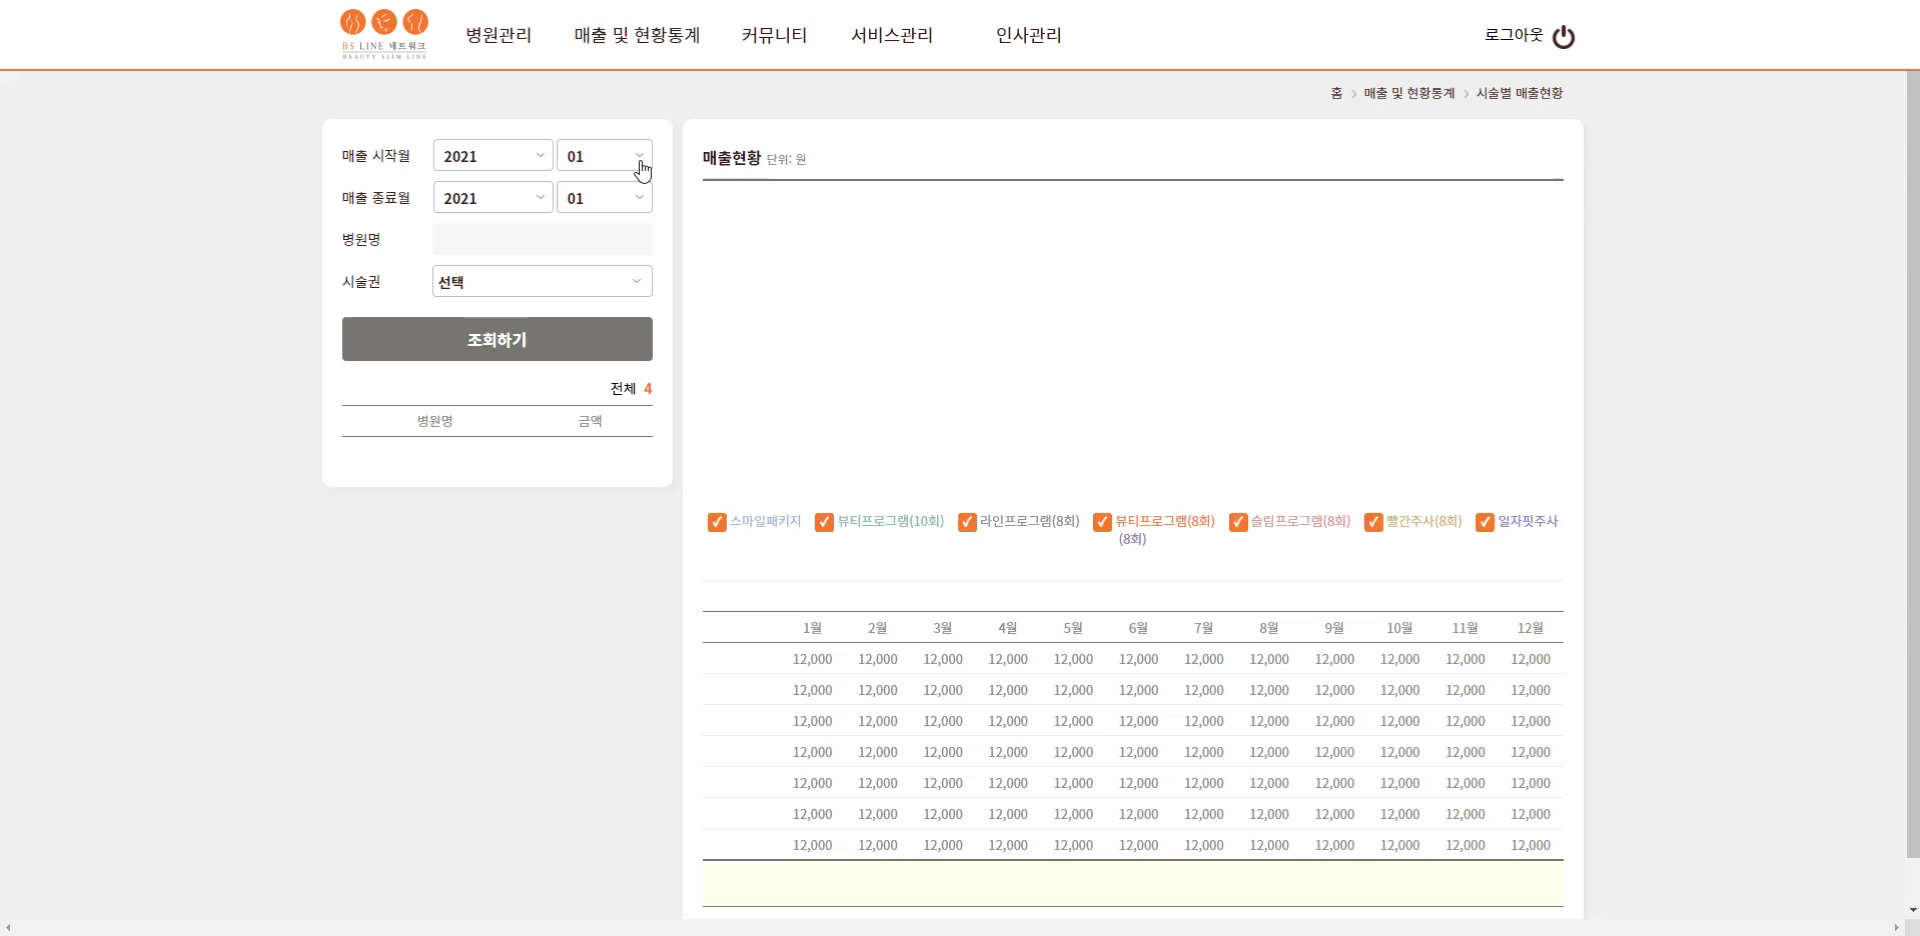 BS LINE 네트워크
BEAUTY SLIM LINE
병원관리 매출 및 현황통계 커뮤니티 서비스관리 인사관리 로그아웃
홈 > 매출 및 현황통계 > 시술별 매출현황
매출 시작월 2021 01
매출 종료월 2021 01
병원명
시술권 선택
조회하기
전체 4
병원명 금액
매출현황 단위: 원
스마일패키지 뷰티프로그램(10회) 라인프로그램(8회) 뷰티프로그램(8회) 슬림프로그램(8회) 빨간주사(8회) 일자핏주사
(8회)
1월 2월 3월 4월 5월 6월 7월 8월 9월 10월 11월 12월
12,000 12,000 12,000 12,000 12,000 12,000 12,000 12,000 12,000 12,000 12,000 12,000
12,000 12,000 12,000 12,000 12,000 12,000 12,000 12,000 12,000 12,000 12,000 12,000
12,000 12,000 12,000 12,000 12,000 12,000 12,000 12,000 12,000 12,000 12,000 12,000
12,000 12,000 12,000 12,000 12,000 12,000 12,000 12,000 12,000 12,000 12,000 12,000
12,000 12,000 12,000 12,000 12,000 12,000 12,000 12,000 12,000 12,000 12,000 12,000
12,000 12,000 12,000 12,000 12,000 12,000 12,000 12,000 12,000 12,000 12,000 12,000
12,000 12,000 12,000 12,000 12,000 12,000 12,000 12,000 12,000 12,000 12,000 12,000